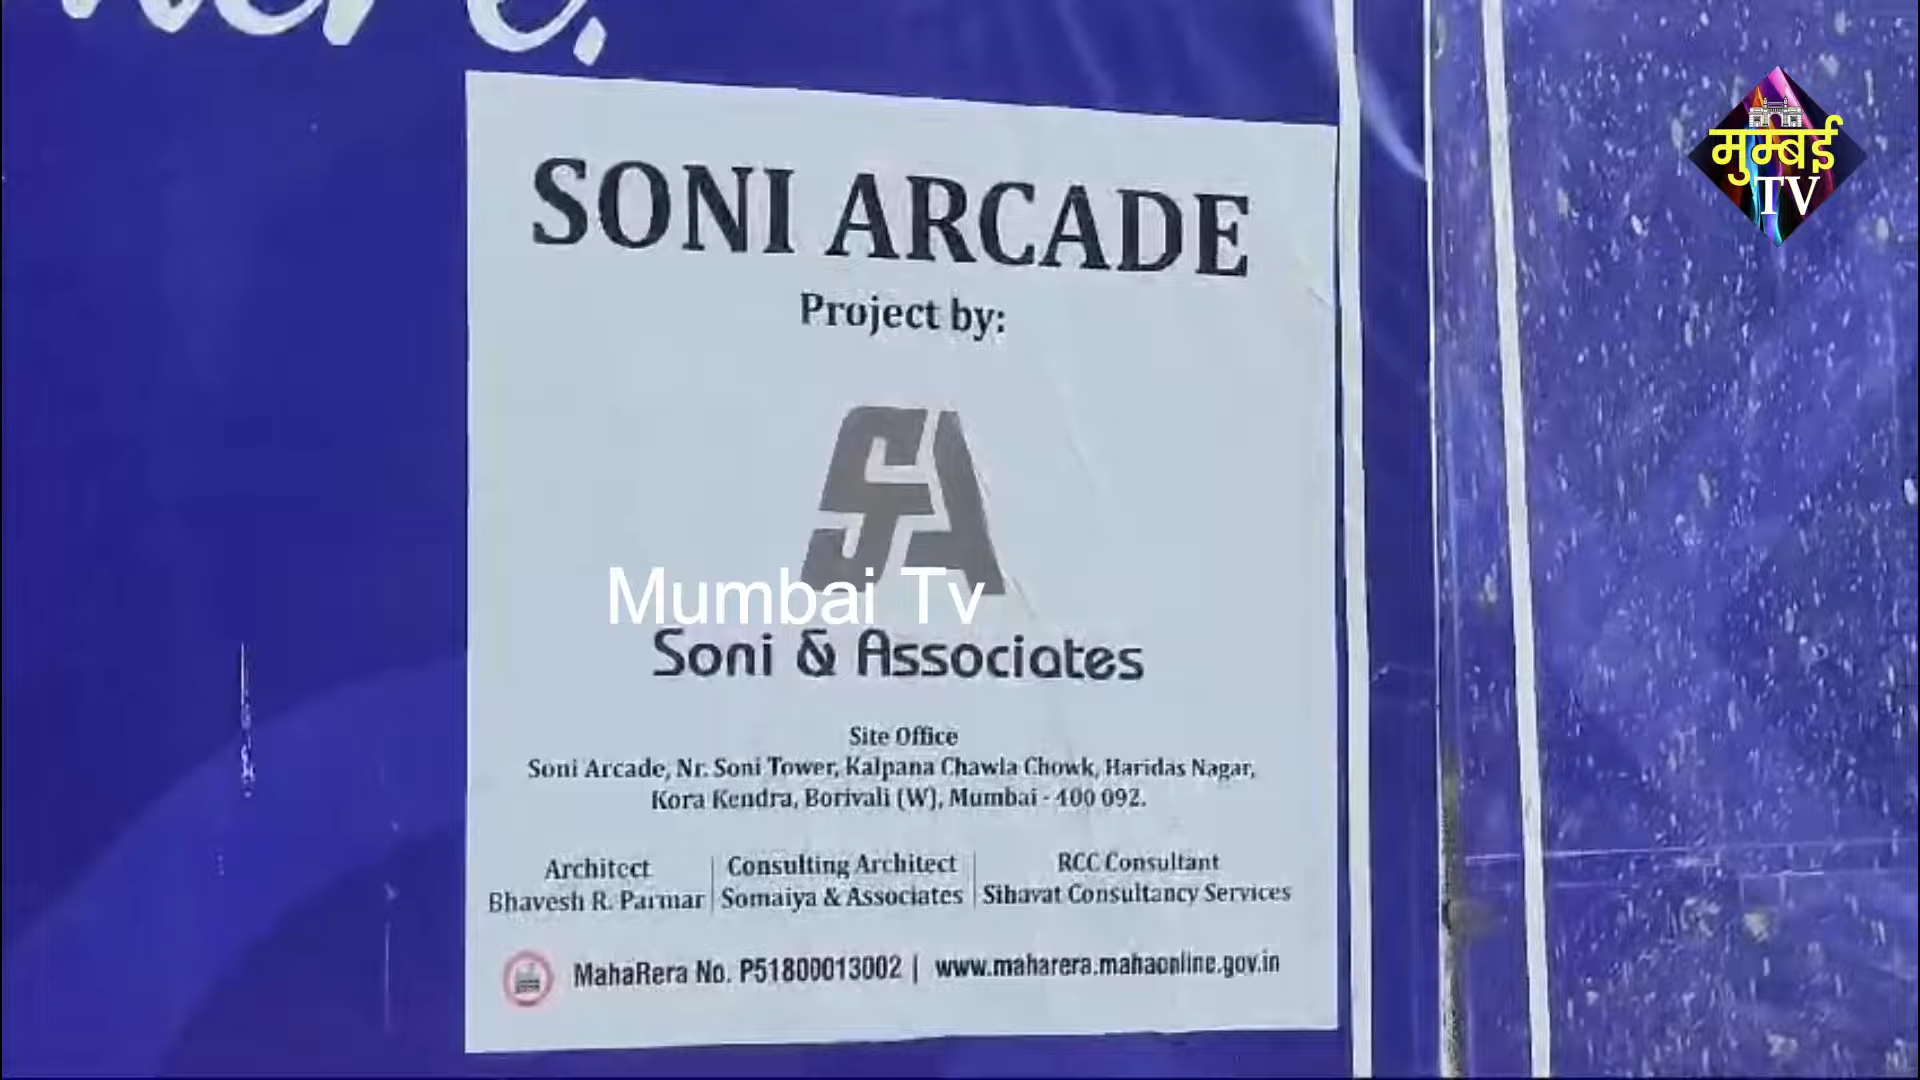 SONI ARCADE
Project by:
SA
Mumbai Tv
Soni & Associates
Site Office
Soni Arcade, Nr. Soni Tower, Kalpana Chawla Chowk, Haridas Nagar,
Kora Kendra, Borivali (W), Mumbai - 400 092.
Architect
Bhavesh R. Parmar
Consulting Architect
Somaiya & Associates
RCC Consultant
Sihavat Consultancy Services
MahaRera No. P51800013002 | www.maharera.mahaonline.gov.in
मुम्बई
TV